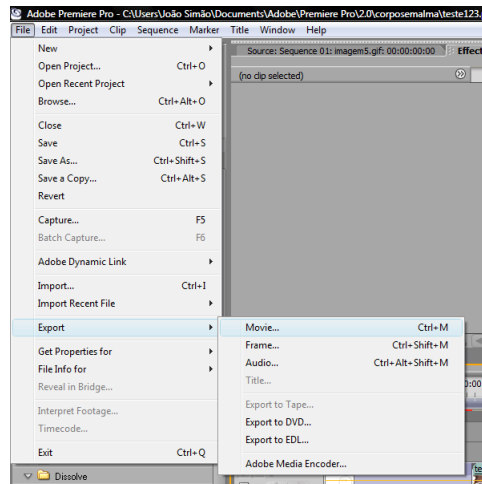 Adobe Premiere Pro - C:\Users\João Simão\Documents\Adobe\Premiere Pro\2.0\corposemalma\teste123.
File Edit Project Clip Sequence Marker Title Window Help
Source: Sequence 01: imagem5.gif: 00:00:00:00 Effect
(no clip selected)
New
Open Project... Ctrl+O
Open Recent Project
Browse... Ctrl+Alt+O
Close Ctrl+W
Save Ctrl+S
Save As... Ctrl+Shift+S
Save a Copy... Ctrl+Alt+S
Revert
Capture... F5
Batch Capture... F6
Adobe Dynamic Link
Import... Ctrl+I
Import Recent File
Export
Movie... Ctrl+M
Frame... Ctrl+Shift+M
Audio... Ctrl+Alt+Shift+M
Title...
Export to Tape...
Export to DVD...
Export to EDL...
Adobe Media Encoder...
Get Properties for
File Info for
Reveal in Bridge...
Interpret Footage...
Timecode...
Exit Ctrl+Q
Dissolve